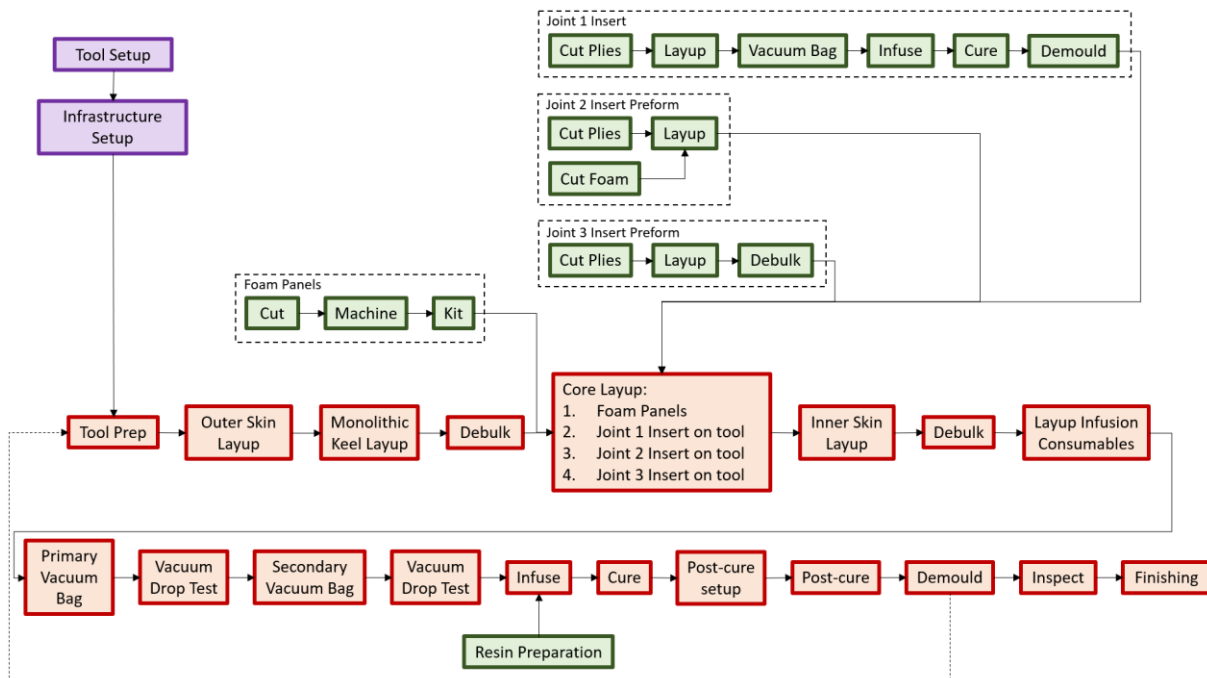 Tool Setup
Infrastructure
Setup
Joint 1 Insert
Cut Plies
Layup
Vacuum Bag
Infuse
Cure
Demould
Joint 2 Insert Preform
Cut Plies
Layup
Cut Foam
Joint 3 Insert Preform
Cut Plies
Layup
Debulk
Foam Panels
Cut
Machine
Kit
Tool Prep
Outer Skin
Layup
Monolithic
Keel Layup
Debulk
Core Layup:
1. Foam Panels
2. Joint 1 Insert on tool
3. Joint 2 Insert on tool
4. Joint 3 Insert on tool
Inner Skin
Layup
Debulk
Layup Infusion
Consumables
Primary
Vacuum
Bag
Vacuum
Drop Test
Secondary
Vacuum Bag
Vacuum
Drop Test
Infuse
Cure
Post-cure
setup
Post-cure
Demould
Inspect
Finishing
Resin Preparation